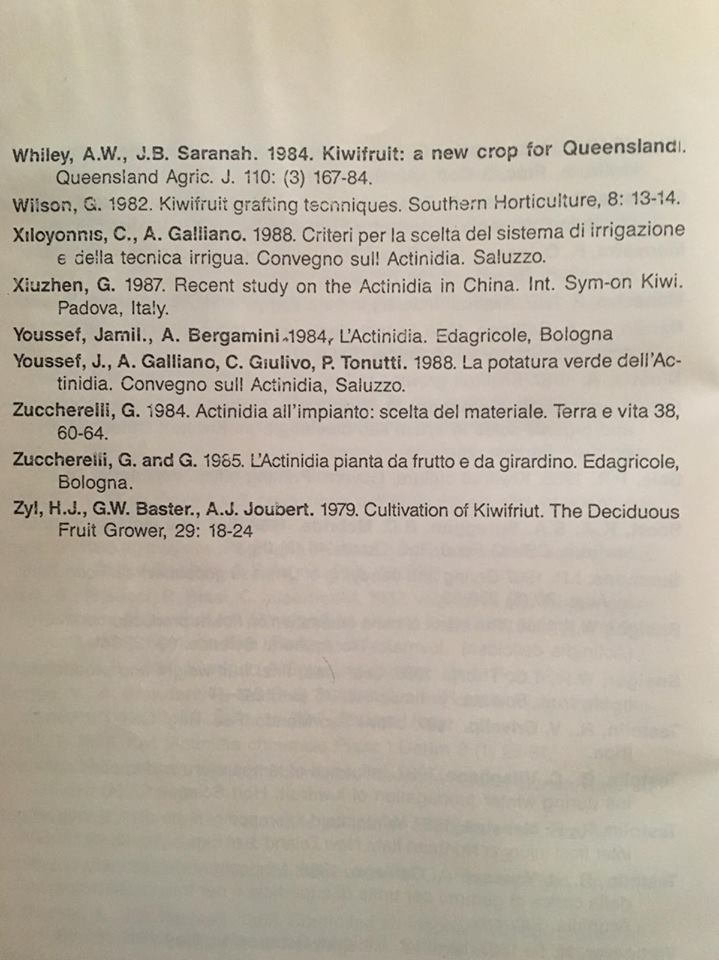 Whiley, A.W., J.B. Saranah. 1984. Kiwifruit: a new crop for Queensland.
Queensland Agric. J. 110: (3) 167-84.
Wilson, G. 1982. Kiwifruit grafting tecnniques. Southern Horticulture, 8: 13-14.
Xiloyonnis, C., A. Galliano. 1988. Criteri per la scelta del sistema di irrigazione
e della tecnica irrigua. Convegno sull Actinidia. Saluzzo.
Xiuzhen, G. 1987. Recent study on the Actinidia in China. Int. Sym-on Kiwi.
Padova, Italy.
Youssef, Jamil., A. Bergamini.1984, L'Actinidia. Edagricole, Bologna
Youssef, J., A. Galliano, C. Giulivo, P. Tonutti. 1988. La potatura verde dell'Ac-
tinidia. Convegno sull Actinidia, Saluzzo.
Zuccherelli, G. 1984. Actinidia all'impianto: scelta del materiale. Terra e vita 38,
60-64.
Zuccherelli, G. and G. 1985. L'Actinidia pianta da frutto e da girardino. Edagricole,
Bologna.
Zyl, H.J., G.W. Baster., A.J. Joubert. 1979. Cultivation of Kiwifriut. The Deciduous
Fruit Grower, 29: 18-24